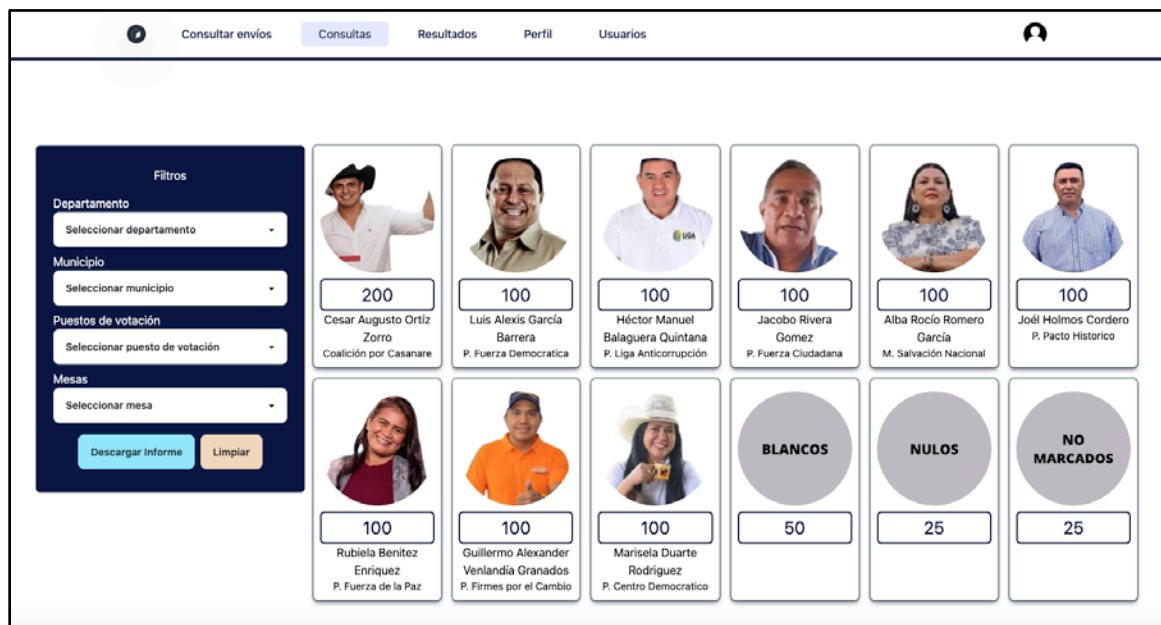 Consultar envíos
Consultas
Resultados
Perfil
Usuarios
Filtros
Departamento
Seleccionar departamento
Municipio
Seleccionar municipio
Puestos de votación
Seleccionar puesto de votación
Mesas
Seleccionar mesa
Descargar Informe
Limpiar
200
Cesar Augusto Ortíz
Zorro
Coalición por Casanare
100
Luis Alexis García
Barrera
P. Fuerza Democratica
LIGA
100
Héctor Manuel
Balaguera Quintana
P. Liga Anticorrupción
100
Jacobo Rivera
Gomez
P. Fuerza Ciudadana
100
Alba Rocío Romero
García
M. Salvación Nacional
100
Joél Holmos Cordero
P. Pacto Historico
100
Rubiela Benitez
Enriquez
P. Fuerza de la Paz
100
Guillermo Alexander
Venlandía Granados
P. Firmes por el Cambio
100
Marisela Duarte
Rodriguez
P. Centro Democratico
BLANCOS
50
NULOS
25
NO
MARCADOS
25